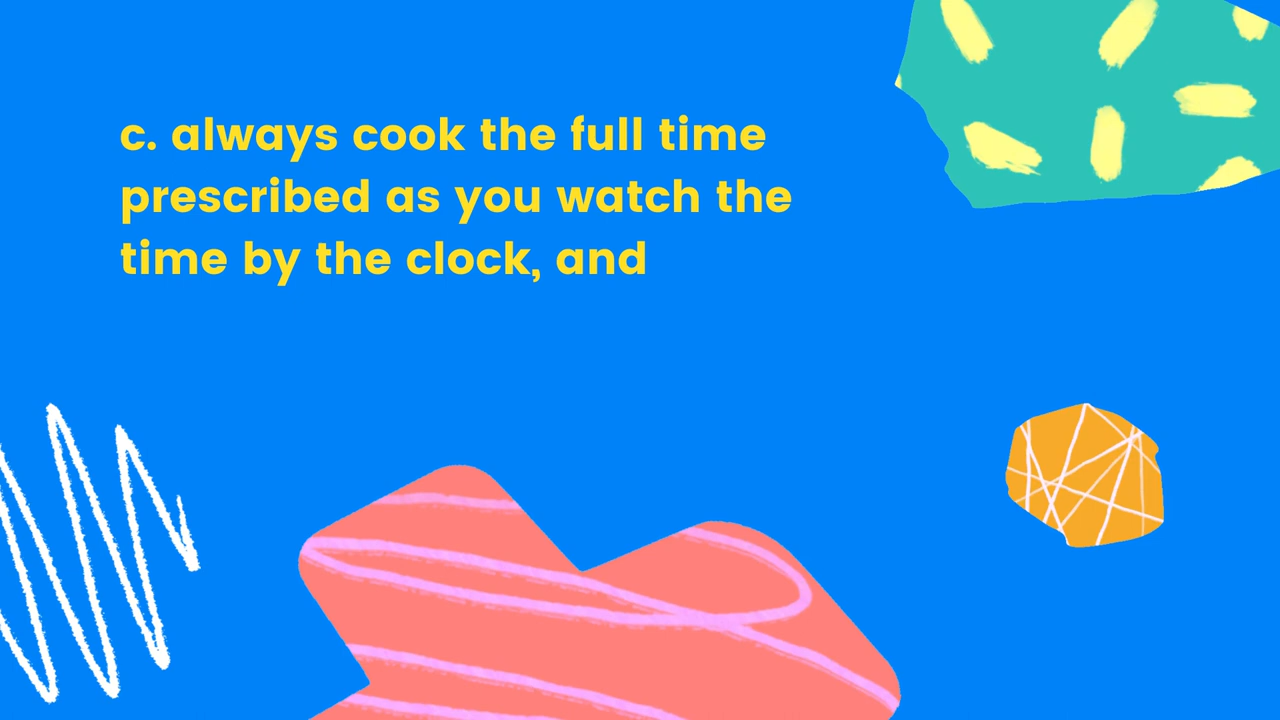 c. always cook the full time
prescribed as you watch the
time by the clock, and